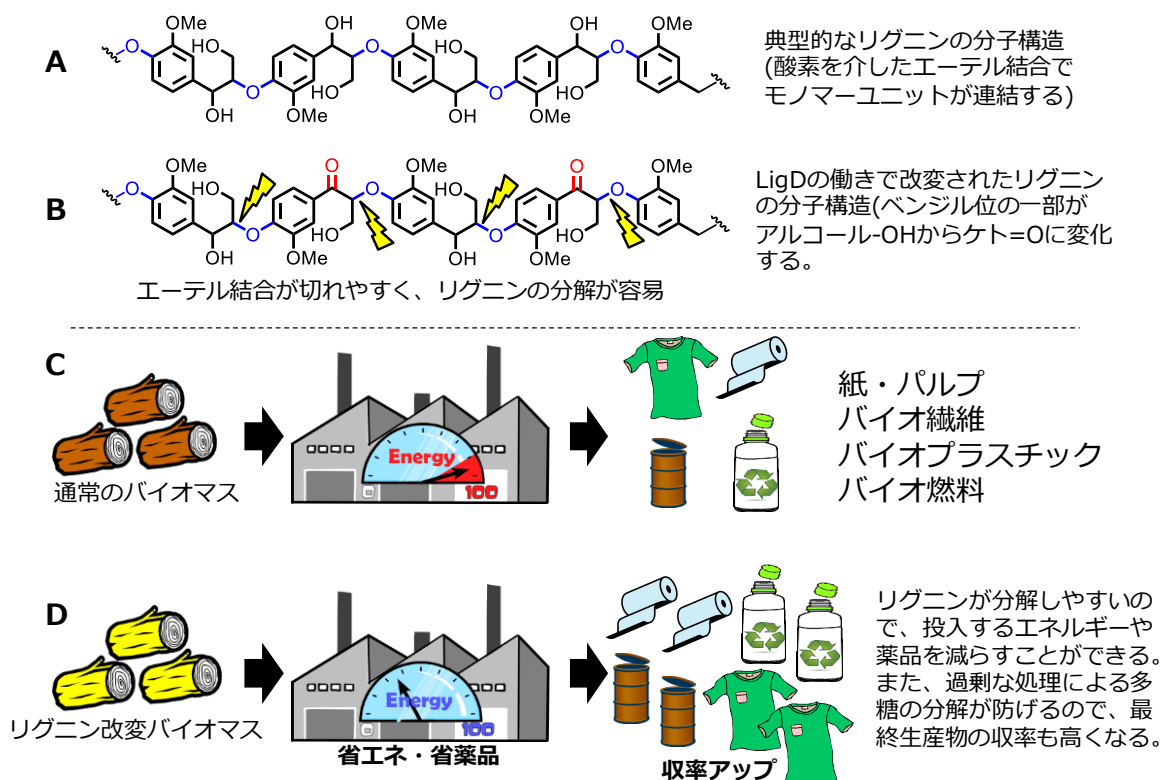 A
OMe
OH
OMe
OH
OMe
O
HO
O
HO
O
O
HO
O
HO
OH
OMe
OH
OMe
典型的なリグニンの分子構造
(酸素を介したエーテル結合で
モノマーユニットが連結する)
B
OMe
O
OMe
O
OMe
O
HO
O
HO
O
O
HO
O
HO
OH
OMe
OH
OMe
LigDの働きで改変されたリグニン
の分子構造(ベンジル位の一部が
アルコール-OHからケト=Oに変化
する。
エーテル結合が切れやすく、リグニンの分解が容易
C
通常のバイオマス
Energy
100
紙・パルプ
バイオ繊維
バイオプラスチック
バイオ燃料
D
リグニン改変バイオマス
Energy
100
省エネ・省薬品
収率アップ
リグニンが分解しやすいの
で、投入するエネルギーや
薬品を減らすことができる。
また、過剰な処理による多
糖の分解が防げるので、最
終生産物の収率も高くなる。